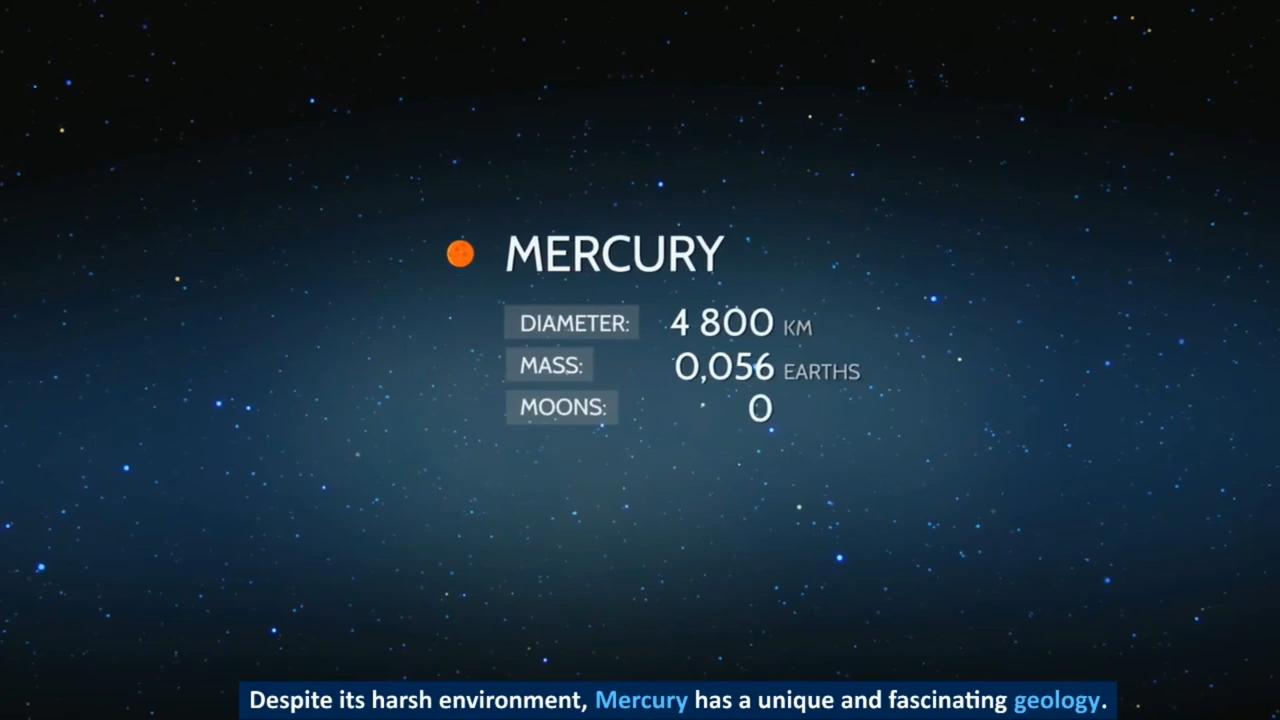 MERCURY
DIAMETER: 4 800 KM
MASS: 0,056 EARTHS
MOONS: 0
Despite its harsh environment, Mercury has a unique and fascinating geology.